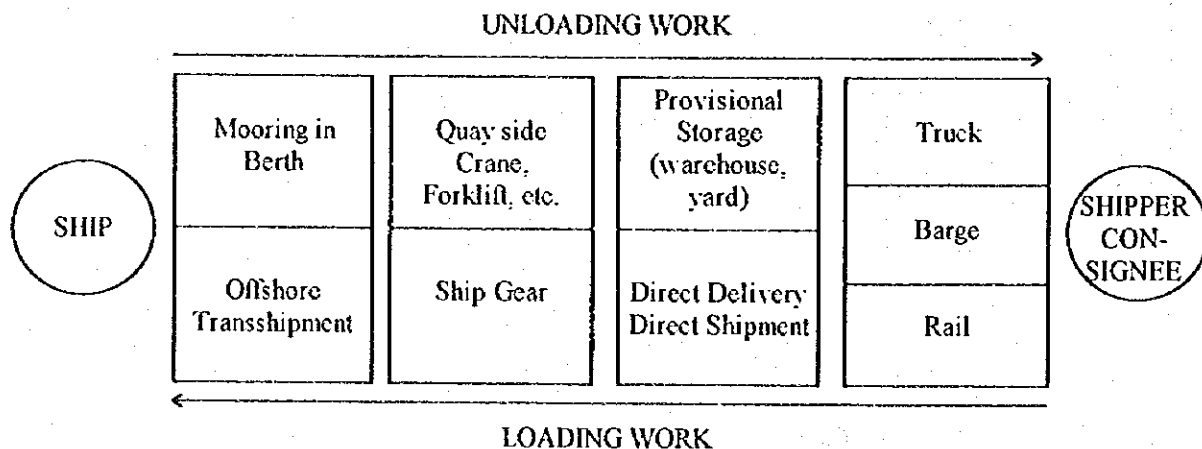 UNLOADING WORK
SHIP
Mooring in
Berth
Offshore
Transshipment
Quay side
Crane,
Forklift, etc.
Ship Gear
Provisional
Storage
(warehouse,
yard)
Direct Delivery
Direct Shipment
Truck
Barge
Rail
SHIPPER
CON-
SIGNEE
LOADING WORK